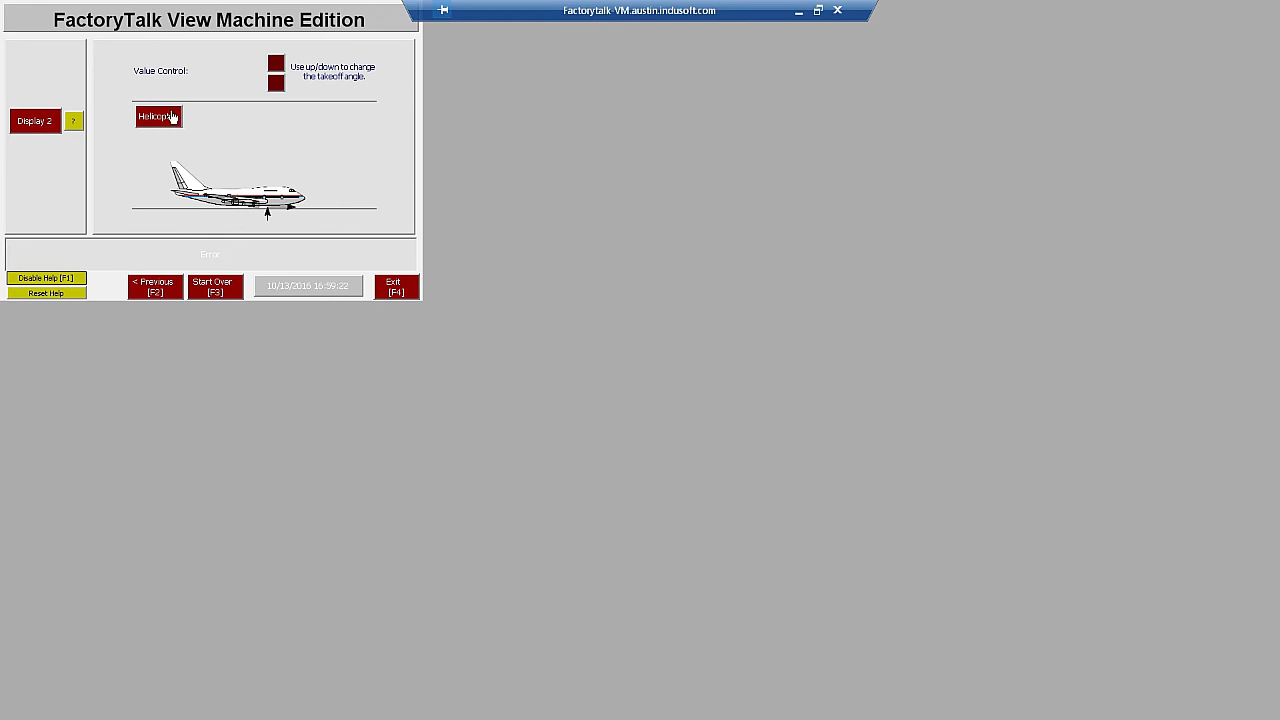 FactoryTalk View Machine Edition
Factorytalk-VM.austin.indusoft.com
Value Control:
Use up/down to change
the takeoff angle.
Display 2
?
Error
Disable Help [F1]
Reset Help
< Previous
[F2]
Start Over
[F3]
10/13/2016 16:59:22
Exit
[F4]